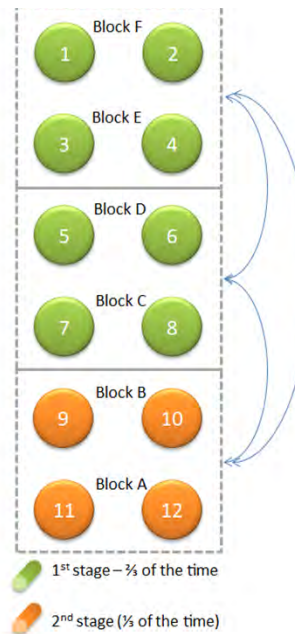 Block F
1 2
Block E
3 4
Block D
5 6
Block C
7 8
Block B
9 10
Block A
11 12
1st stage – ⅔ of the time
2nd stage (⅓ of the time)